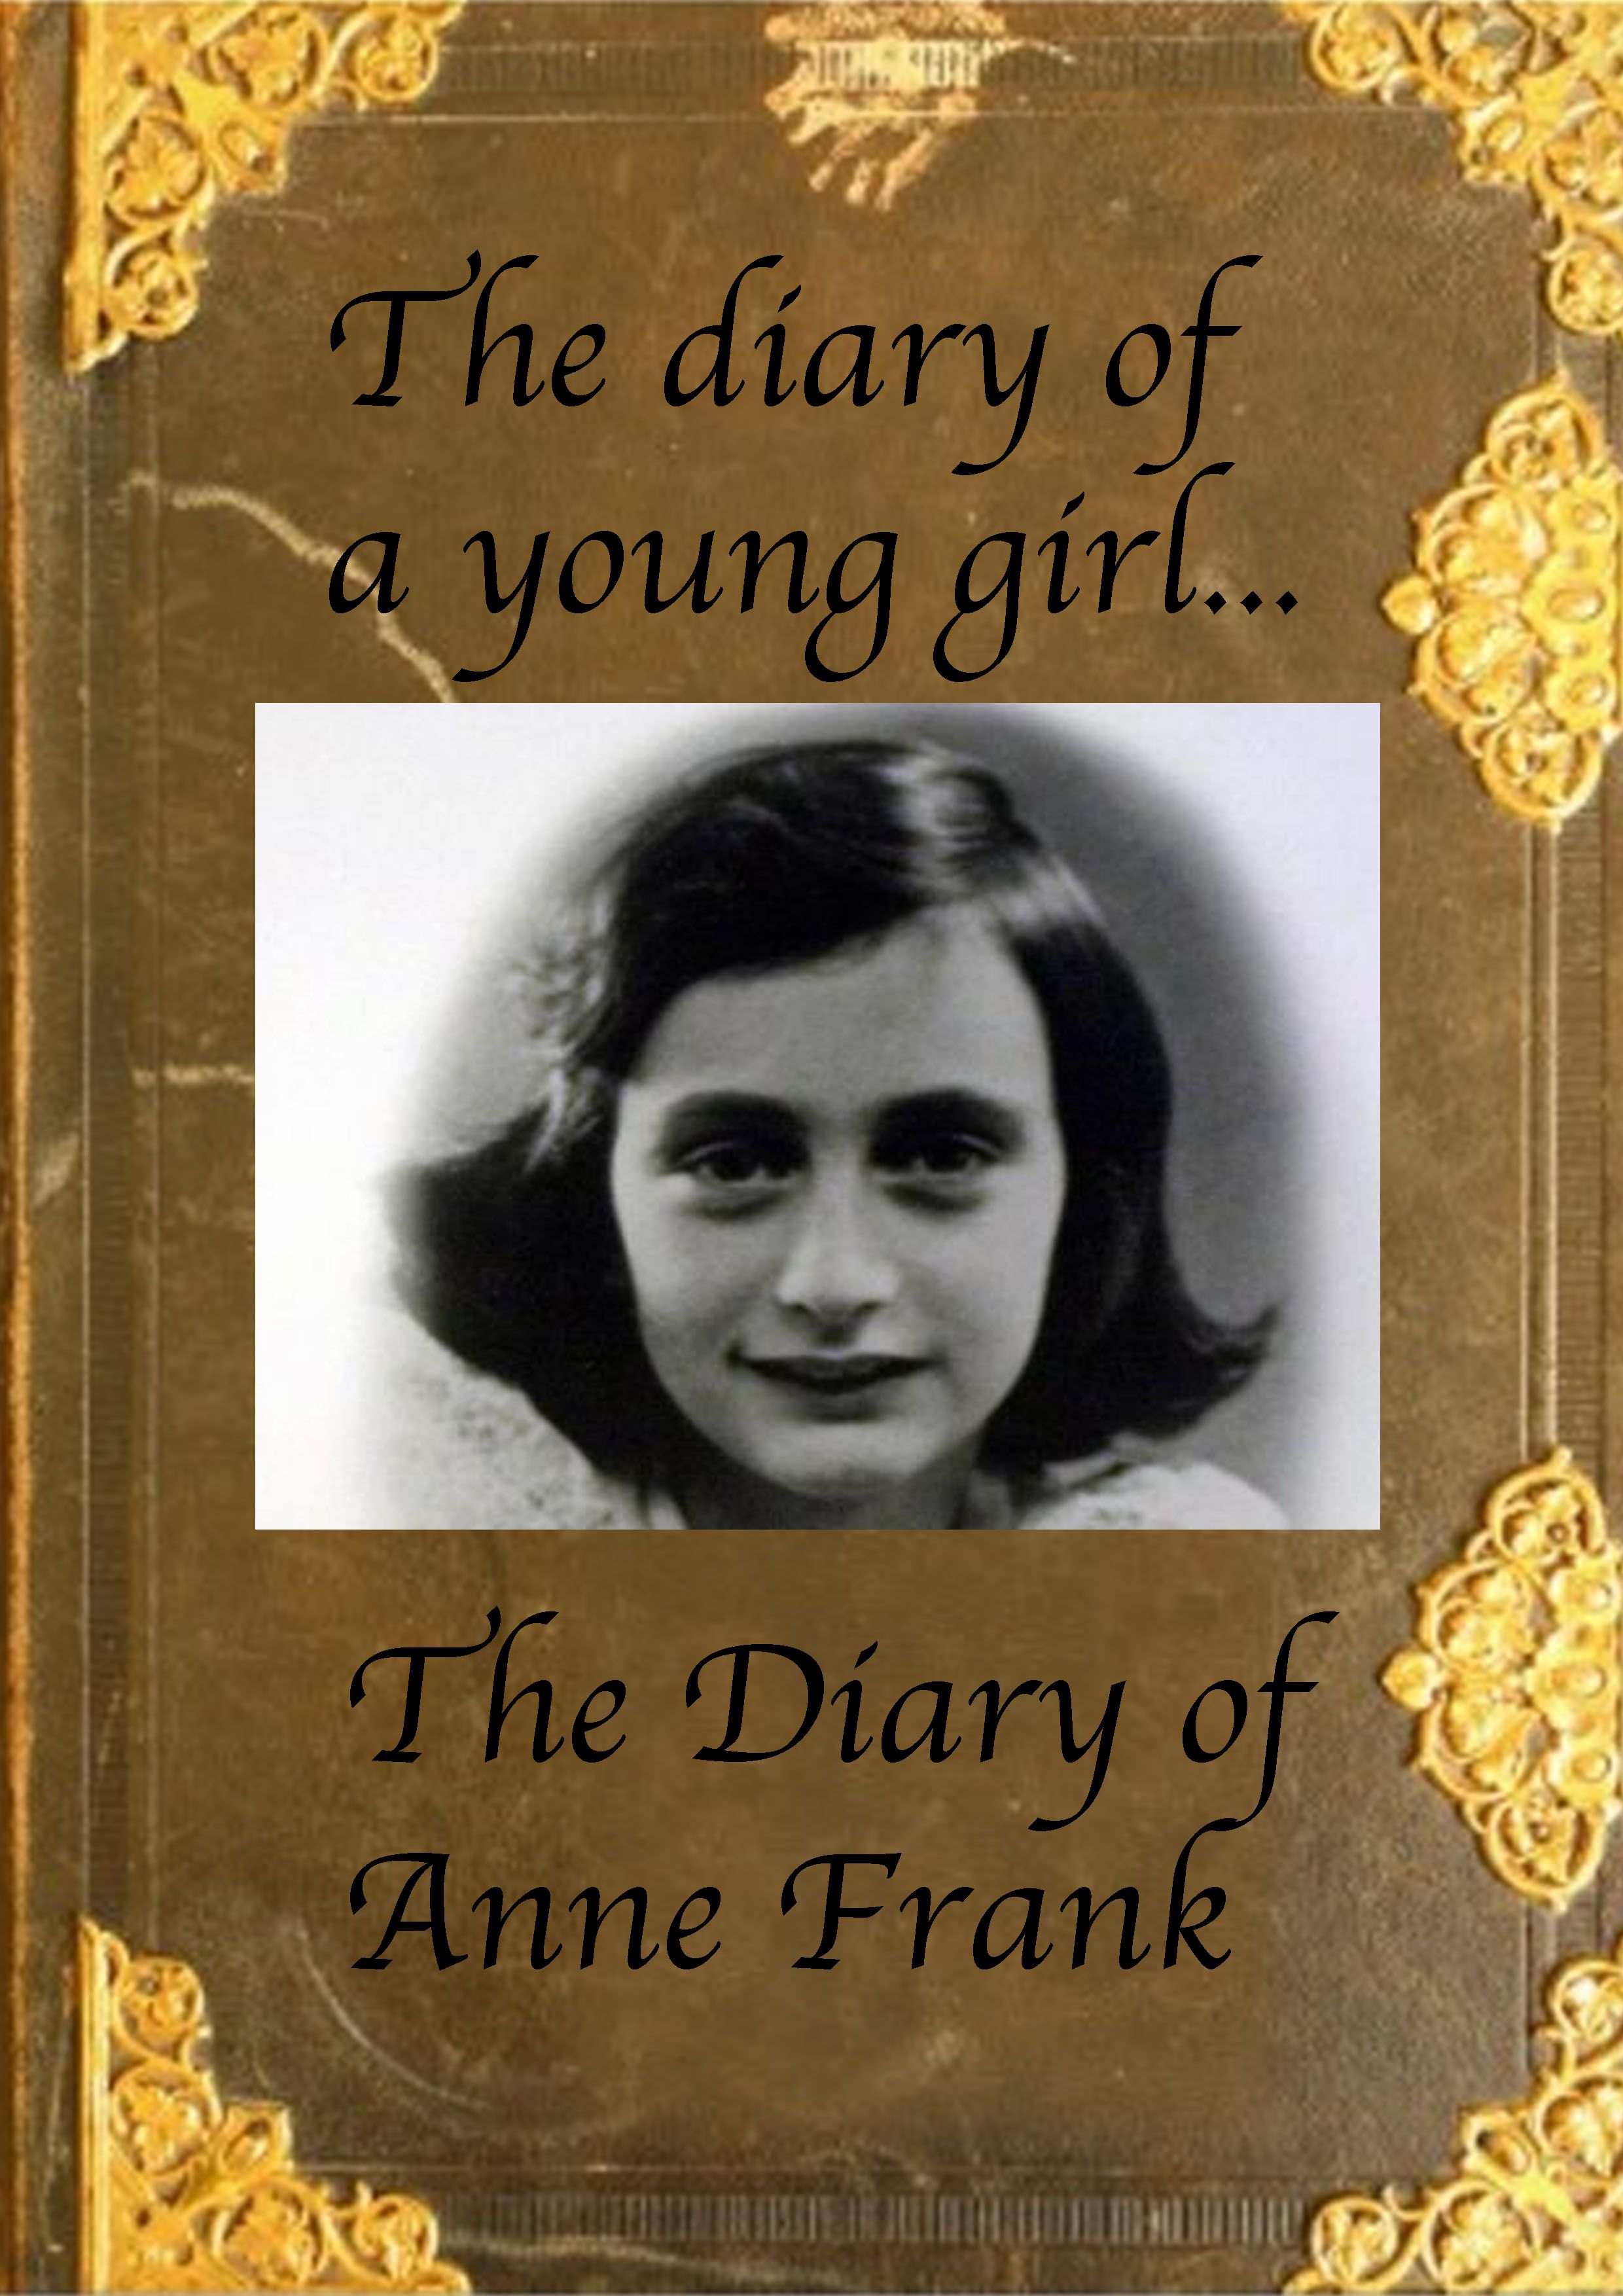 The diary of
a young girl...
The Diary of
Anne Frank